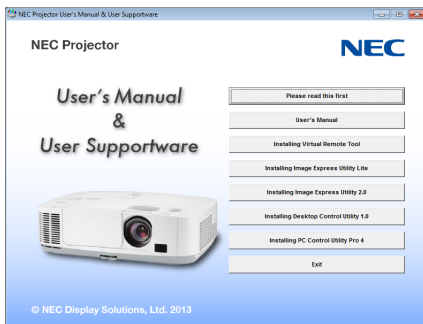 NEC Projector User's Manual & User Supportware
NEC Projector
NEC
User's Manual
&
User Supportware
Please read this first
User's Manual
Installing Virtual Remote Tool
Installing Image Express Utility Lite
Installing Image Express Utility 2.0
Installing Desktop Control Utility 1.0
Installing PC Control Utility Pro 4
Exit
© NEC Display Solutions, Ltd. 2013